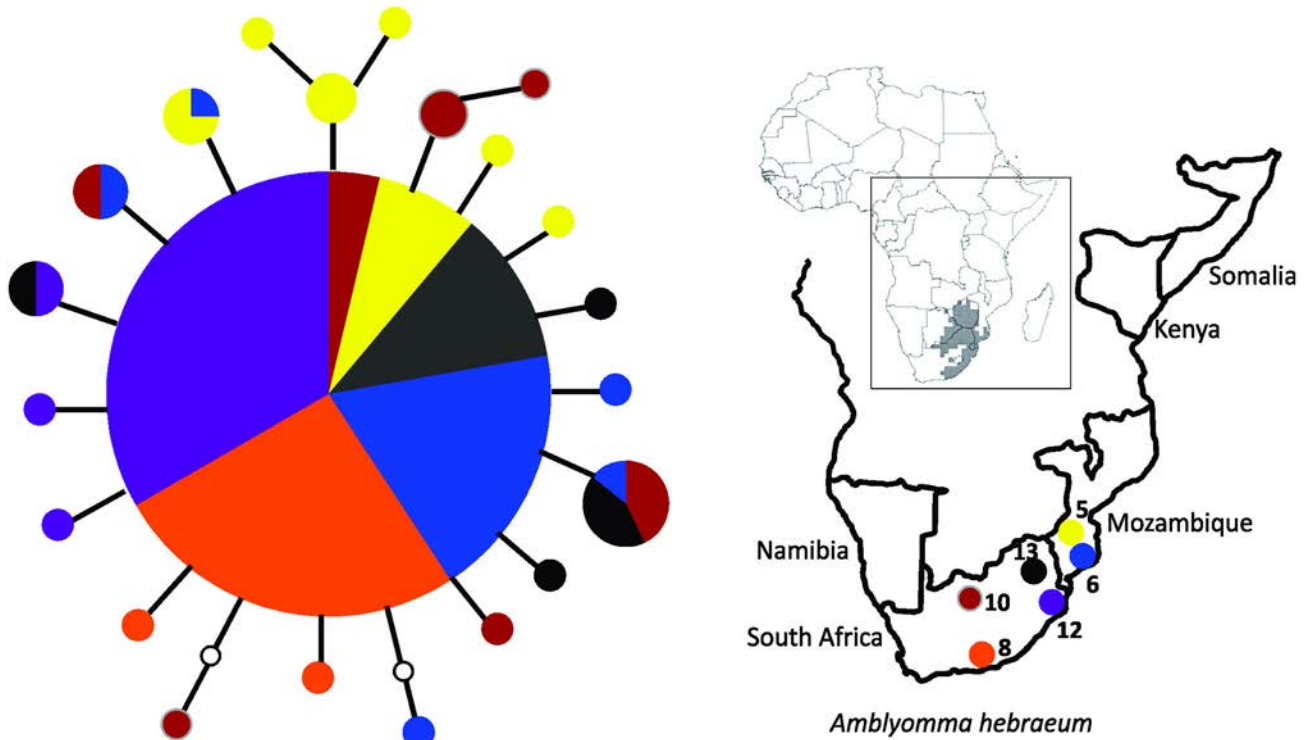 Somalia
Kenya
5
Mozambique
Namibia
13
6
10
12
South Africa
8
Amblyomma hebraeum